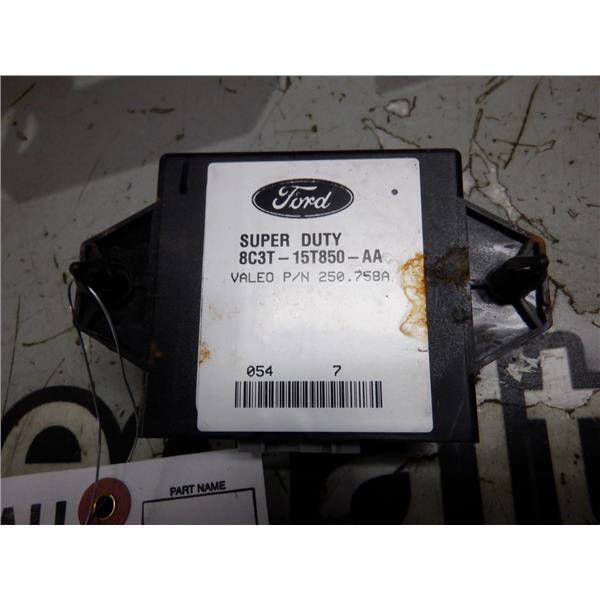 Ford
SUPER DUTY
8C3T-15T850-AA
VALEO P/N 250.758A
054 7
PART NAME